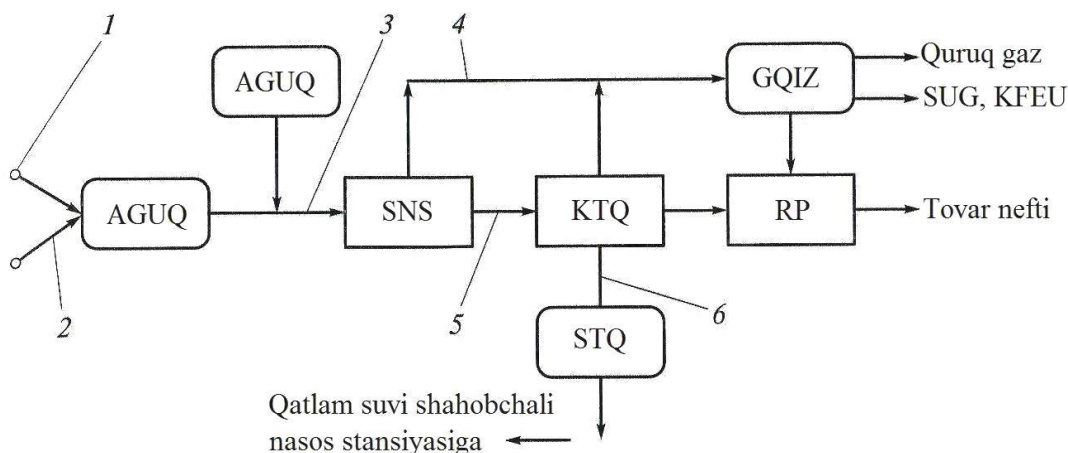 1
3
4
AGUQ
GQIZ
Quruq gaz
SUG, KFEU
AGUQ
SNS
KTQ
RP
Tovar nefti
2
5
6
STQ
Qatlam suvi shahobchali
nasos stansiyasiga